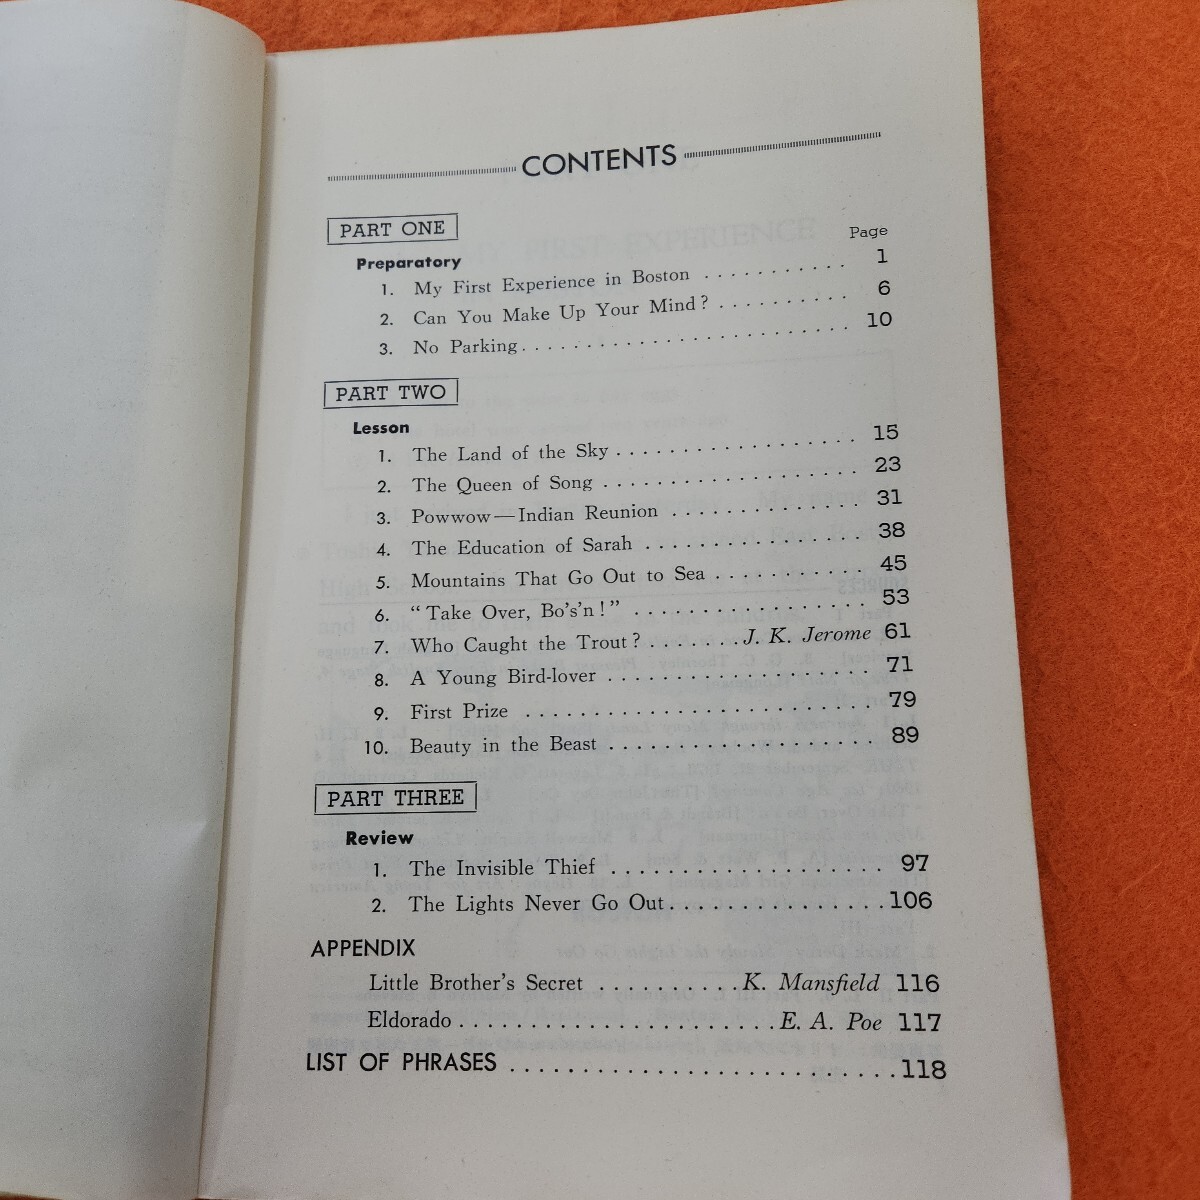 CONTENTS
PART ONE
Page
Preparatory
1. My First Experience in Boston . . . . . . . . . . . 1
2. Can You Make Up Your Mind? . . . . . . . . . . 6
3. No Parking. . . . . . . . . . . . . . . . . . . . . . . . . 10
PART TWO
Lesson
1. The Land of the Sky . . . . . . . . . . . . . . . . . . . 15
2. The Queen of Song . . . . . . . . . . . . . . . . . . . . 23
3. Powwow—Indian Reunion . . . . . . . . . . . . . . 31
4. The Education of Sarah . . . . . . . . . . . . . . . . 38
5. Mountains That Go Out to Sea . . . . . . . . . . . 45
6. "Take Over, Bo's'n!" . . . . . . . . . . . . . . . . . . 53
7. Who Caught the Trout? . . . . . . . J. K. Jerome 61
8. A Young Bird-lover . . . . . . . . . . . . . . . . . . . . 71
9. First Prize . . . . . . . . . . . . . . . . . . . . . . . . . . 79
10. Beauty in the Beast . . . . . . . . . . . . . . . . . . . . 89
PART THREE
Review
1. The Invisible Thief . . . . . . . . . . . . . . . . . . . 97
2. The Lights Never Go Out . . . . . . . . . . . . . . . 106
APPENDIX
Little Brother's Secret . . . . . . . . . . K. Mansfield 116
Eldorado . . . . . . . . . . . . . . . . . . . . . . E. A. Poe 117
LIST OF PHRASES . . . . . . . . . . . . . . . . . . . . . . . . . . . 118